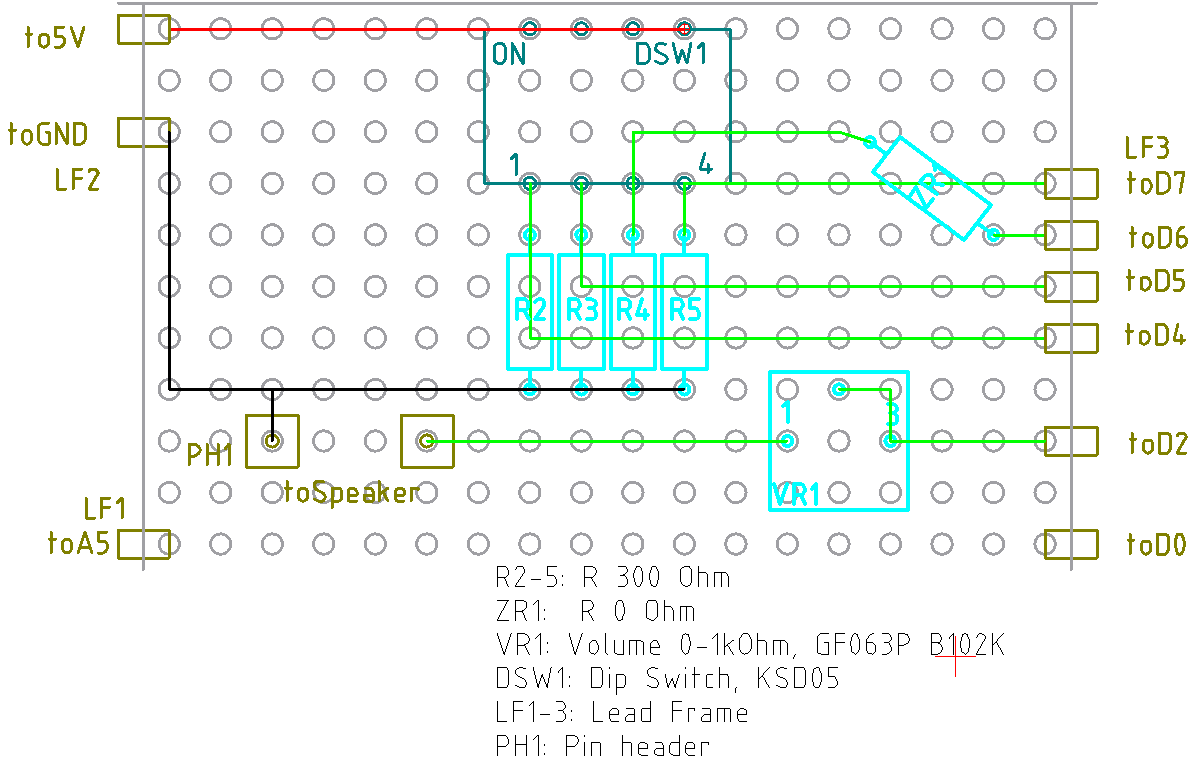 to5V
ON DSW1
toGND
LF3
1 4
LF2
toD7
ZR1
toD6
toD5
R2 R3 R4 R5
toD4
1 3
PH1
toD2
toSpeaker
VR1
LF1
toA5
toD0
R2-5: R 300 Ohm
ZR1: R 0 Ohm
VR1: Volume 0-1kOhm, GF063P B102K
DSW1: Dip Switch, KSD05
LF1-3: Lead Frame
PH1: Pin header